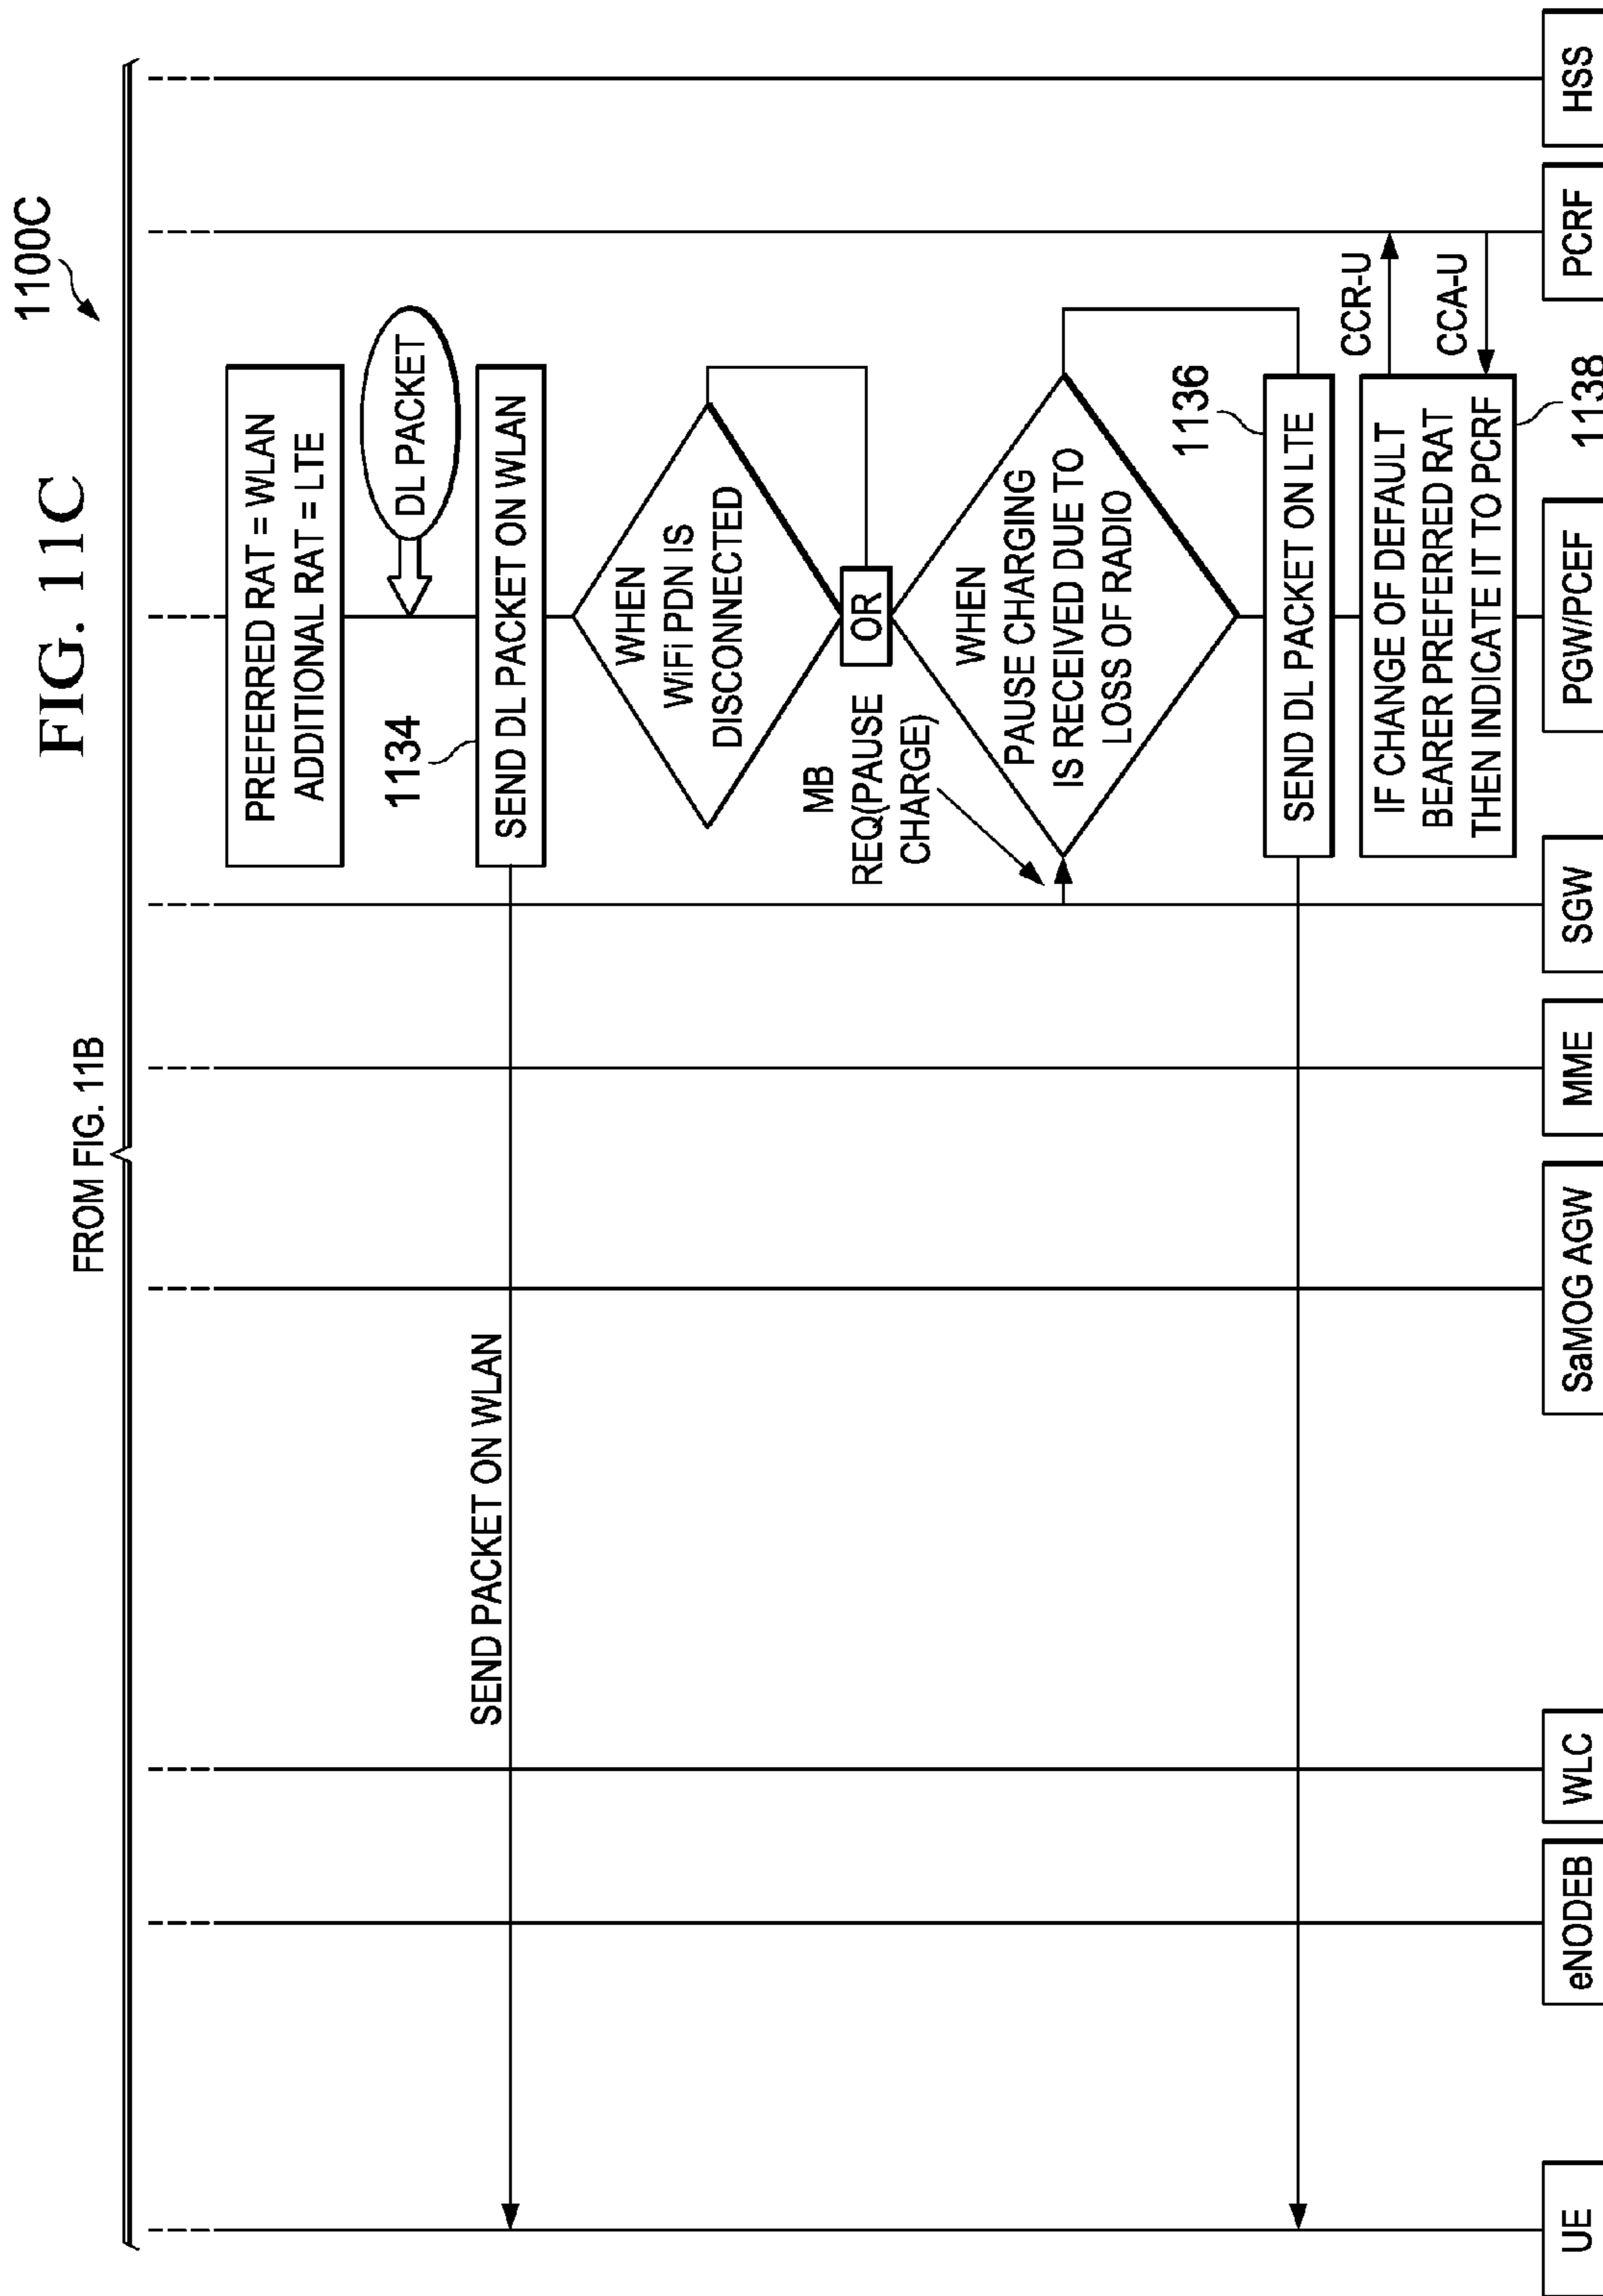 FIG. 11C
1100C
FROM FIG. 11B
PREFERRED RAT = WLAN
ADDITIONAL RAT = LTE
DL PACKET
1134
SEND DL PACKET ON WLAN
SEND PACKET ON WLAN
WHEN
WiFi PDN IS
DISCONNECTED
OR
MB
REQ(PAUSE
CHARGE)
WHEN
PAUSE CHARGING
IS RECEIVED DUE TO
LOSS OF RADIO
1136
SEND DL PACKET ON LTE
CCR-U
IF CHANGE OF DEFAULT
BEARER PREFERRED RAT
THEN INDICATE IT TO PCRF
CCA-U
1138
UE
eNODEB
WLC
SaMOG AGW
MME
SGW
PGW/PCEF
PCRF
HSS